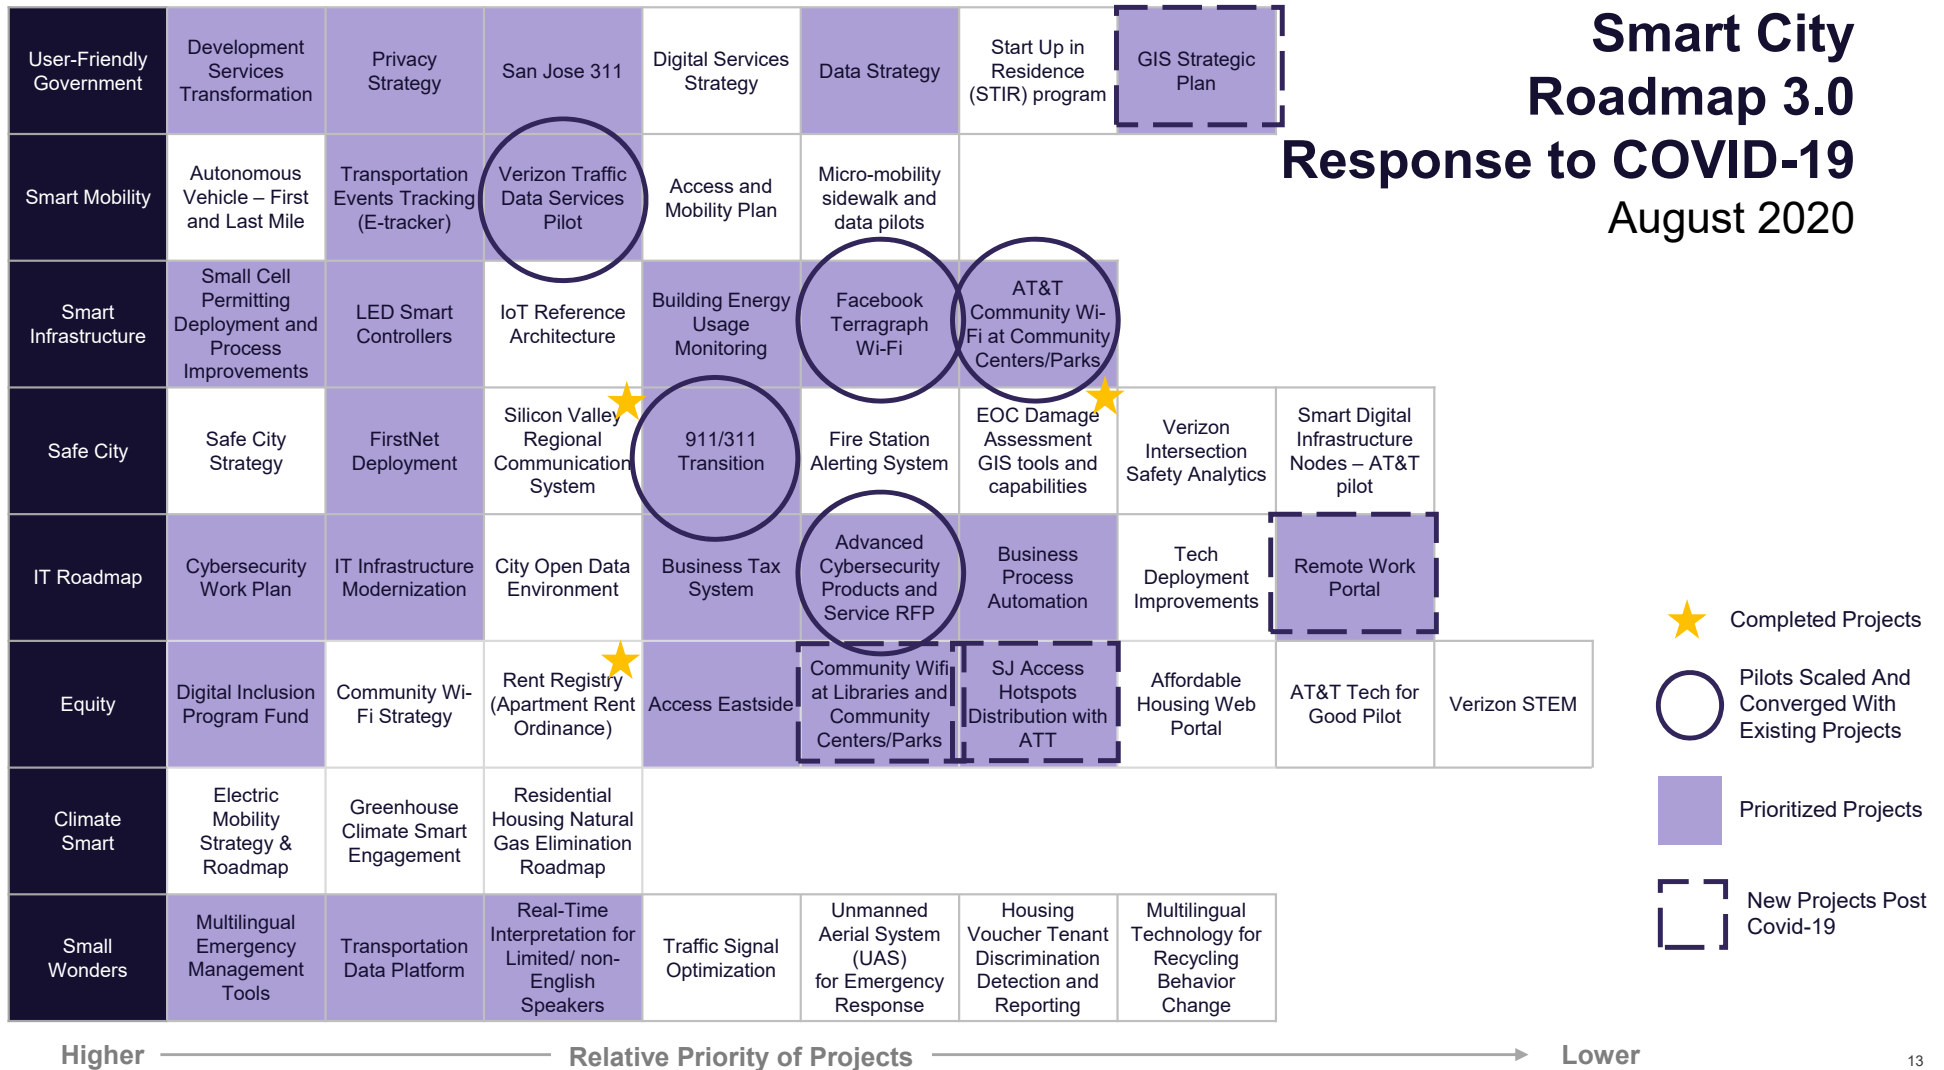 Smart City
Roadmap 3.0
Response to COVID-19
August 2020
User-Friendly
Government
Development
Services
Transformation
Privacy
Strategy
San Jose 311
Digital Services
Strategy
Data Strategy
Start Up in
Residence
(STIR) program
GIS Strategic
Plan
Smart Mobility
Autonomous
Vehicle – First
and Last Mile
Transportation
Events Tracking
(E-tracker)
Verizon Traffic
Data Services
Pilot
Access and
Mobility Plan
Micro-mobility
sidewalk and
data pilots
Smart
Infrastructure
Small Cell
Permitting
Deployment and
Process
Improvements
LED Smart
Controllers
IoT Reference
Architecture
Building Energy
Usage
Monitoring
Facebook
Terragraph
Wi-Fi
AT&T
Community Wi-
Fi at Community
Centers/Parks
Safe City
Safe City
Strategy
FirstNet
Deployment
Silicon Valley
Regional
Communication
System
911/311
Transition
Fire Station
Alerting System
EOC Damage
Assessment
GIS tools and
capabilities
Verizon
Intersection
Safety Analytics
Smart Digital
Infrastructure
Nodes – AT&T
pilot
IT Roadmap
Cybersecurity
Work Plan
IT Infrastructure
Modernization
City Open Data
Environment
Business Tax
System
Advanced
Cybersecurity
Products and
Service RFP
Business
Process
Automation
Tech
Deployment
Improvements
Remote Work
Portal
Equity
Digital Inclusion
Program Fund
Community Wi-
Fi Strategy
Rent Registry
(Apartment Rent
Ordinance)
Access Eastside
Community Wifi
at Libraries and
Community
Centers/Parks
SJ Access
Hotspots
Distribution with
ATT
Affordable
Housing Web
Portal
AT&T Tech for
Good Pilot
Verizon STEM
Climate
Smart
Electric
Mobility
Strategy &
Roadmap
Greenhouse
Climate Smart
Engagement
Residential
Housing Natural
Gas Elimination
Roadmap
Small
Wonders
Multilingual
Emergency
Management
Tools
Transportation
Data Platform
Real-Time
Interpretation for
Limited/ non-
English
Speakers
Traffic Signal
Optimization
Unmanned
Aerial System
(UAS)
for Emergency
Response
Housing
Voucher Tenant
Discrimination
Detection and
Reporting
Multilingual
Technology for
Recycling
Behavior
Change
Completed Projects
Pilots Scaled And
Converged With
Existing Projects
Prioritized Projects
New Projects Post
Covid-19
Higher
Relative Priority of Projects
Lower
13